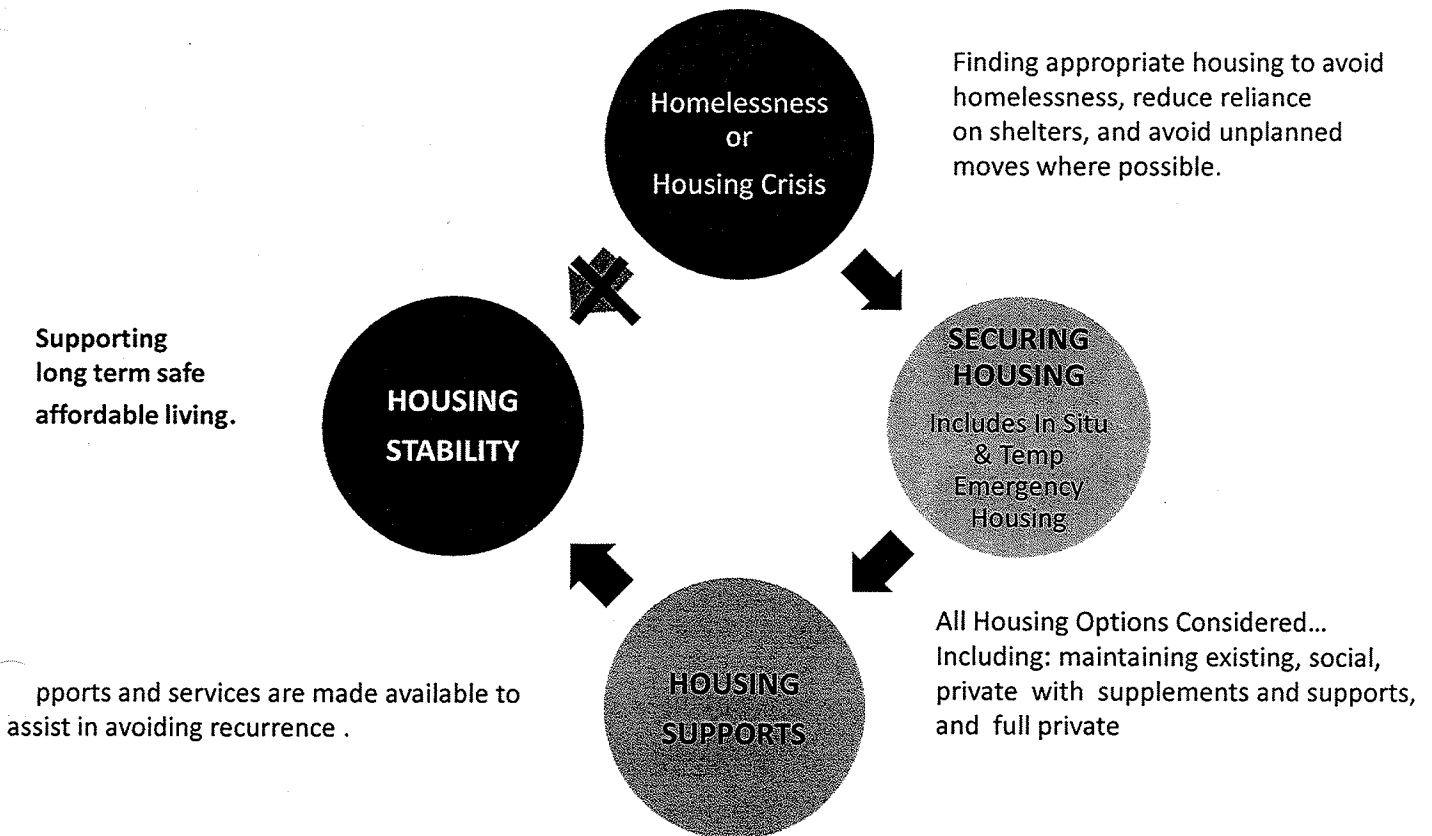 Homelessness
or
Housing Crisis
Finding appropriate housing to avoid
homelessness, reduce reliance
on shelters, and avoid unplanned
moves where possible.
SECURING
HOUSING
Includes In Situ
& Temp
Emergency
Housing
All Housing Options Considered...
Including: maintaining existing, social,
private with supplements and supports,
and full private
HOUSING
SUPPORTS
pports and services are made available to
assist in avoiding recurrence .
HOUSING
STABILITY
Supporting
long term safe
affordable living.